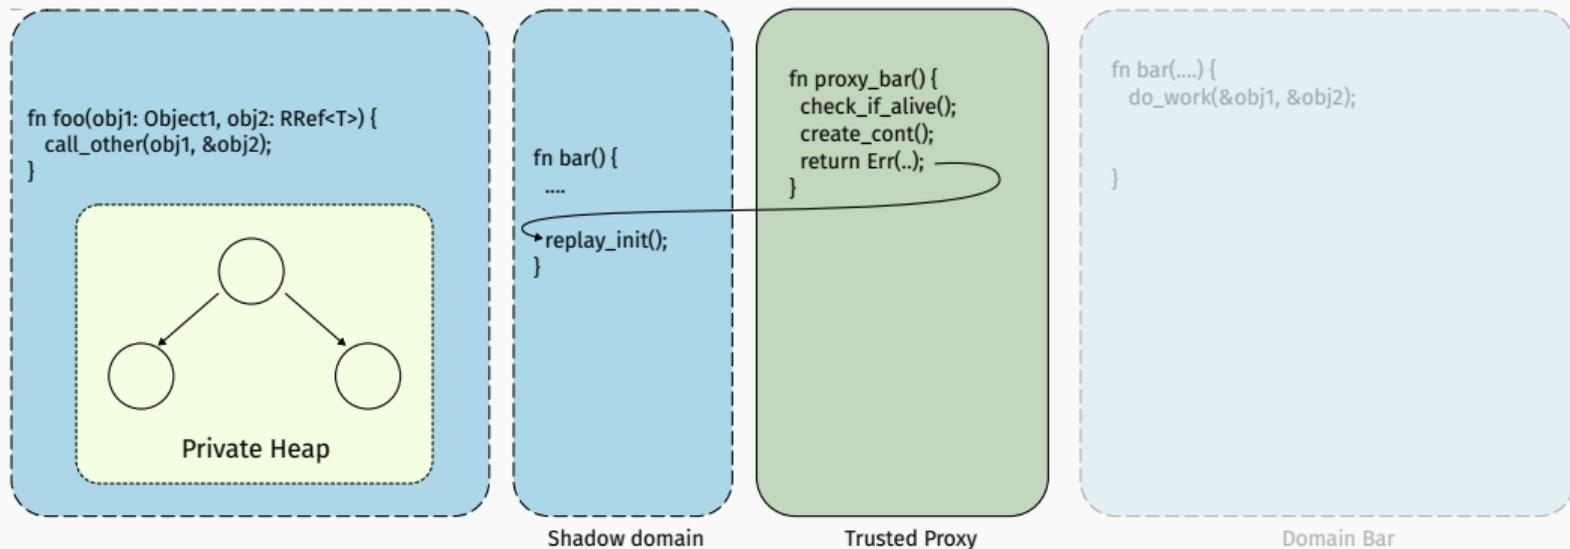 fn foo(obj1: Object1, obj2: RRef<T>) {
call_other(obj1, &obj2);
}
Private Heap
fn bar() {
....
replay_init();
}
Shadow domain
fn proxy_bar() {
check_if_alive();
create_cont();
return Err(..);
}
Trusted Proxy
fn bar(....) {
do_work(&obj1, &obj2);
}
Domain Bar